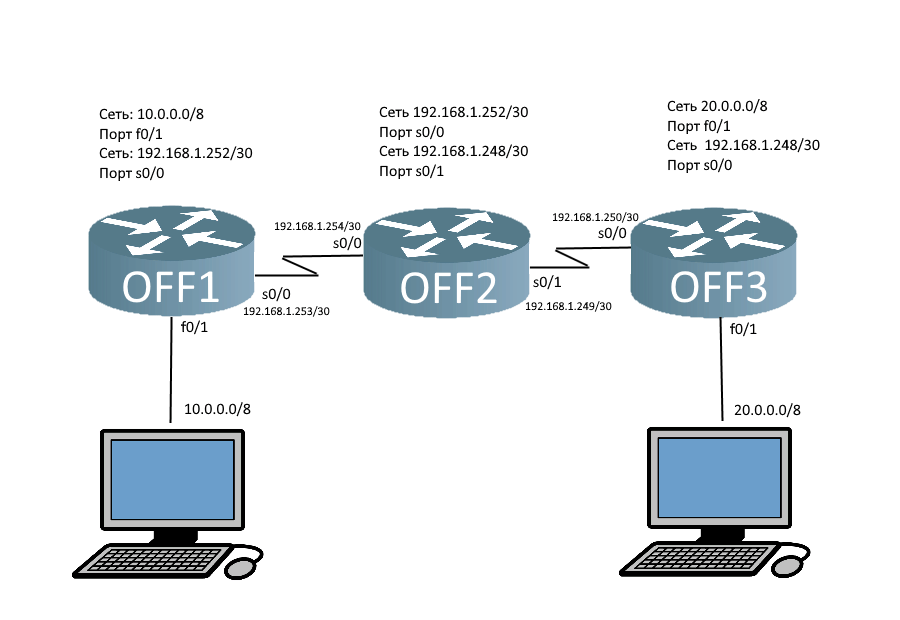 Сеть: 10.0.0.0/8
Порт f0/1
Сеть: 192.168.1.252/30
Порт s0/0
Сеть 192.168.1.252/30
Порт s0/0
Сеть 192.168.1.248/30
Порт s0/1
Сеть 20.0.0.0/8
Порт f0/1
Сеть 192.168.1.248/30
Порт s0/0
192.168.1.254/30
s0/0
192.168.1.250/30
s0/0
OFF1
OFF2
OFF3
s0/0
192.168.1.253/30
s0/1
192.168.1.249/30
f0/1
f0/1
10.0.0.0/8
20.0.0.0/8